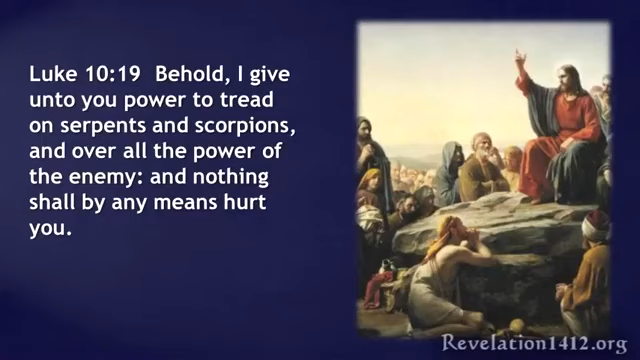 Luke 10:19  Behold, I give
unto you power to tread
on serpents and scorpions,
and over all the power of
the enemy: and nothing
shall by any means hurt
you.
Revelation1412.org